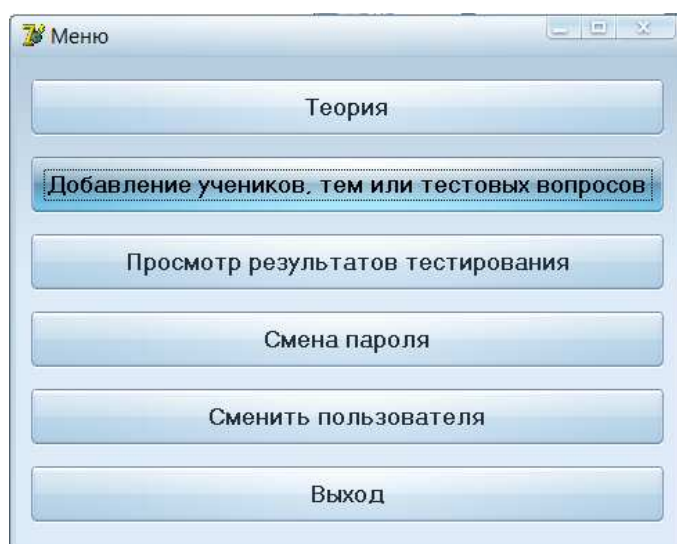 Меню
Теория
Добавление учеников, тем или тестовых вопросов
Просмотр результатов тестирования
Смена пароля
Сменить пользователя
Выход